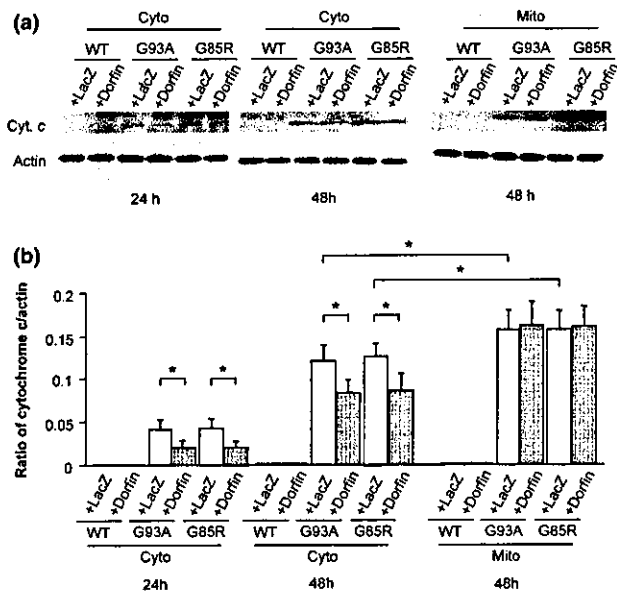 (a)
Cyto Cyto Mito
WT G93A G85R WT G93A G85R WT G93A G85R
+LacZ +Dorfin +LacZ +Dorfin +LacZ +Dorfin +LacZ +Dorfin +LacZ +Dorfin +LacZ +Dorfin +LacZ +Dorfin +LacZ +Dorfin +LacZ +Dorfin
Cyt. c
Actin
24 h 48h 48 h
(b)
Ratio of cytochrome c/actin
* *
* * * *
0.2
0.15
0.1
0.05
0
+LacZ +Dorfin +LacZ +Dorfin +LacZ +Dorfin +LacZ +Dorfin +LacZ +Dorfin +LacZ +Dorfin +LacZ +Dorfin +LacZ +Dorfin +LacZ +Dorfin
WT G93A G85R WT G93A G85R WT G93A G85R
Cyto Cyto Mito
24h 48h 48h